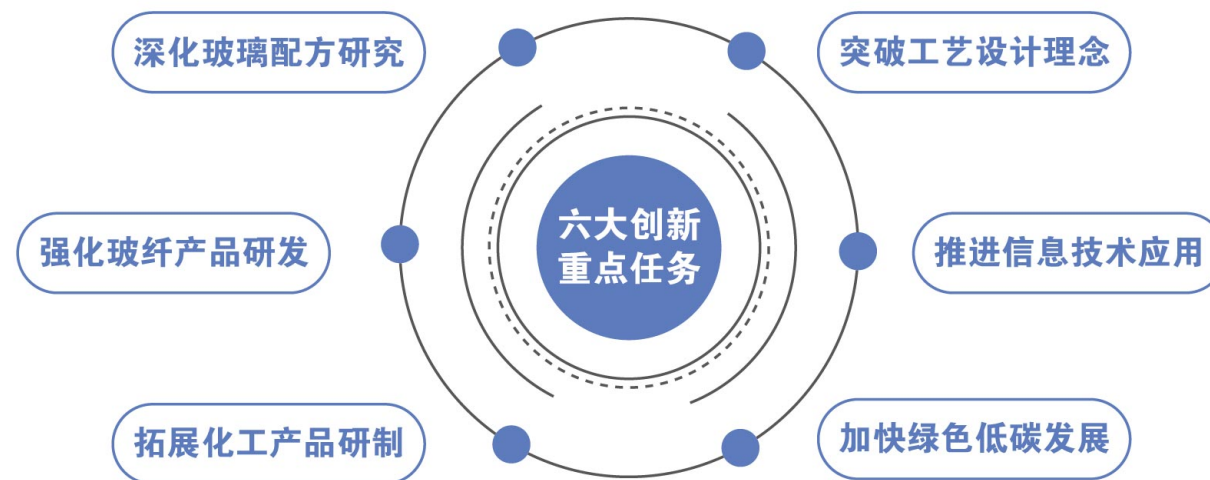 深化玻璃配方研究
突破工艺设计理念
强化玻纤产品研发
六大创新
重点任务
推进信息技术应用
拓展化工产品研制
加快绿色低碳发展